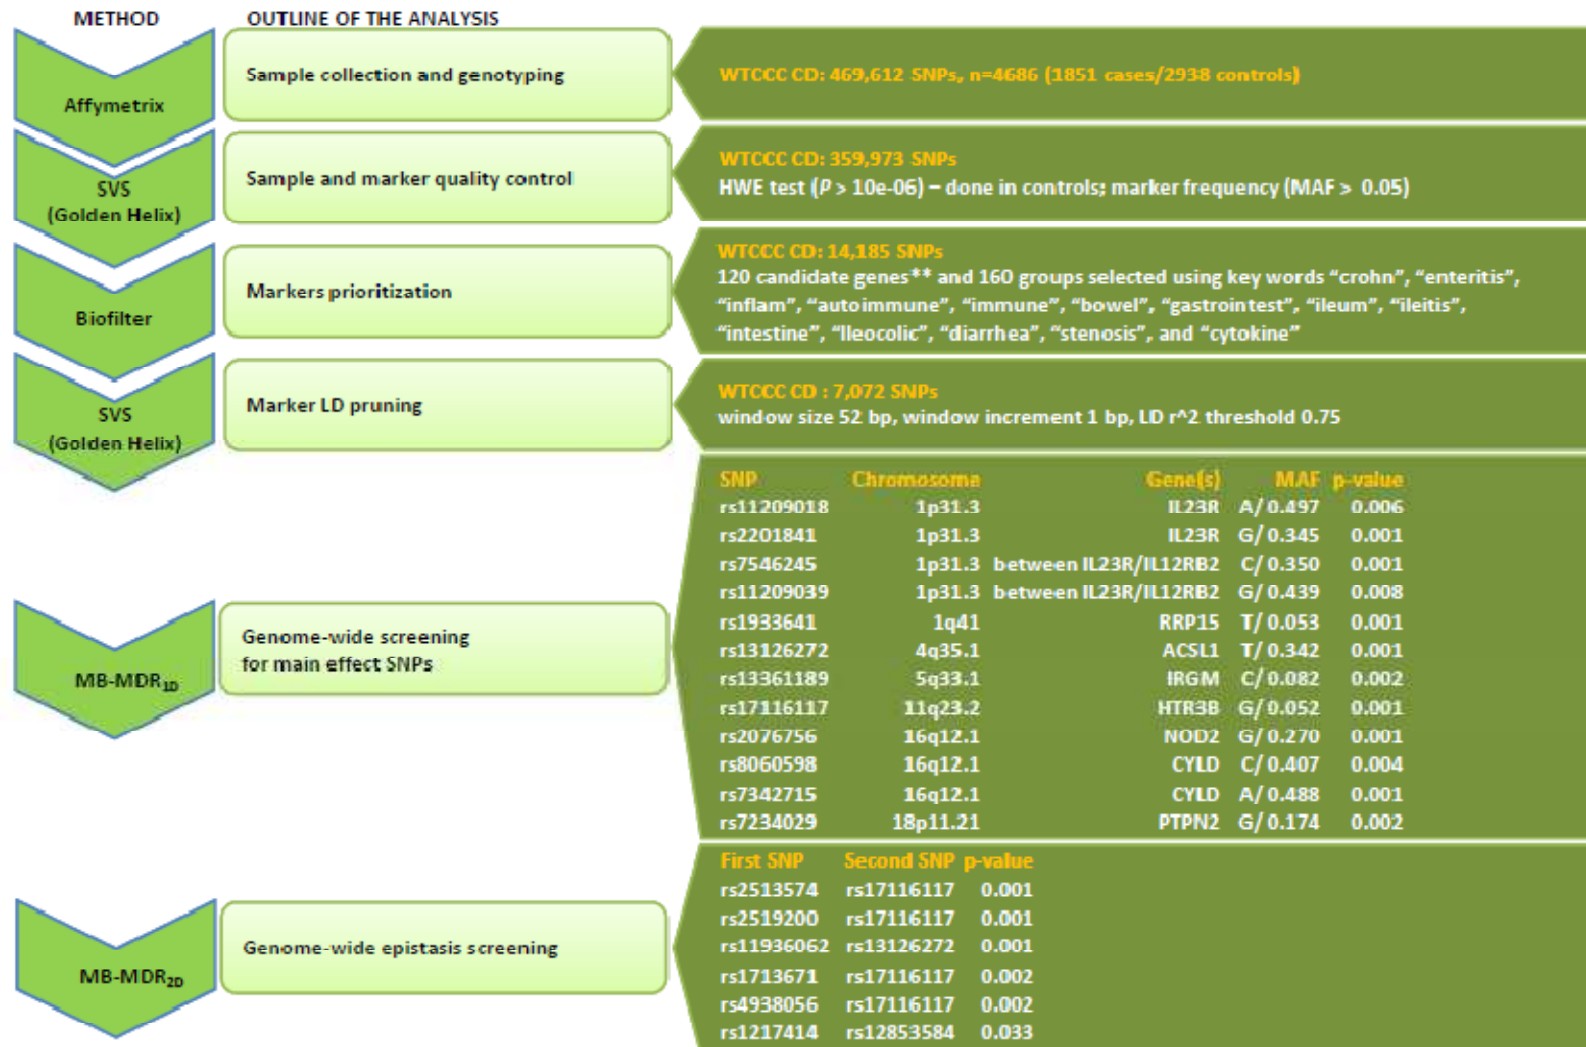 METHOD OUTLINE OF THE ANALYSIS
Affymetrix
Sample collection and genotyping
WTCCC CD: 469,612 SNPs, n=4686 (1851 cases/2938 controls)
SVS
(Golden Helix)
Sample and marker quality control
WTCCC CD: 359,973 SNPs
HWE test (P > 10e-06) – done in controls; marker frequency (MAF > 0.05)
Biofilter
Markers prioritization
WTCCC CD: 14,185 SNPs
120 candidate genes** and 160 groups selected using key words “crohn”, “enteritis”,
“inflam”, “autoimmune”, “immune”, “bowel”, “gastrointest”, “ileum”, “ileitis”,
“intestine”, “Ileocolic”, “diarrhea”, “stenosis”, and “cytokine”
SVS
(Golden Helix)
Marker LD pruning
WTCCC CD : 7,072 SNPs
window size 52 bp, window increment 1 bp, LD r^2 threshold 0.75
MB-MDR1D
Genome-wide screening
for main effect SNPs
SNP Chromosome Gene(s) MAF p-value
rs11209018 1p31.3 IL23R A/ 0.497 0.006
rs2201841 1p31.3 IL23R G/ 0.345 0.001
rs7546245 1p31.3 between IL23R/IL12RB2 C/ 0.350 0.001
rs11209039 1p31.3 between IL23R/IL12RB2 G/ 0.439 0.008
rs1933641 1q41 RRP15 T/ 0.053 0.001
rs13126272 4q35.1 ACSL1 T/ 0.342 0.001
rs13361189 5q33.1 IRGM C/ 0.082 0.002
rs17116117 11q23.2 HTR3B G/ 0.052 0.001
rs2076756 16q12.1 NOD2 G/ 0.270 0.001
rs8060598 16q12.1 CYLD C/ 0.407 0.004
rs7342715 16q12.1 CYLD A/ 0.488 0.001
rs7234029 18p11.21 PTPN2 G/ 0.174 0.002
MB-MDR2D
Genome-wide epistasis screening
First SNP Second SNP p-value
rs2513574 rs17116117 0.001
rs2519200 rs17116117 0.001
rs11936062 rs13126272 0.001
rs1713671 rs17116117 0.002
rs4938056 rs17116117 0.002
rs1217414 rs12853584 0.033